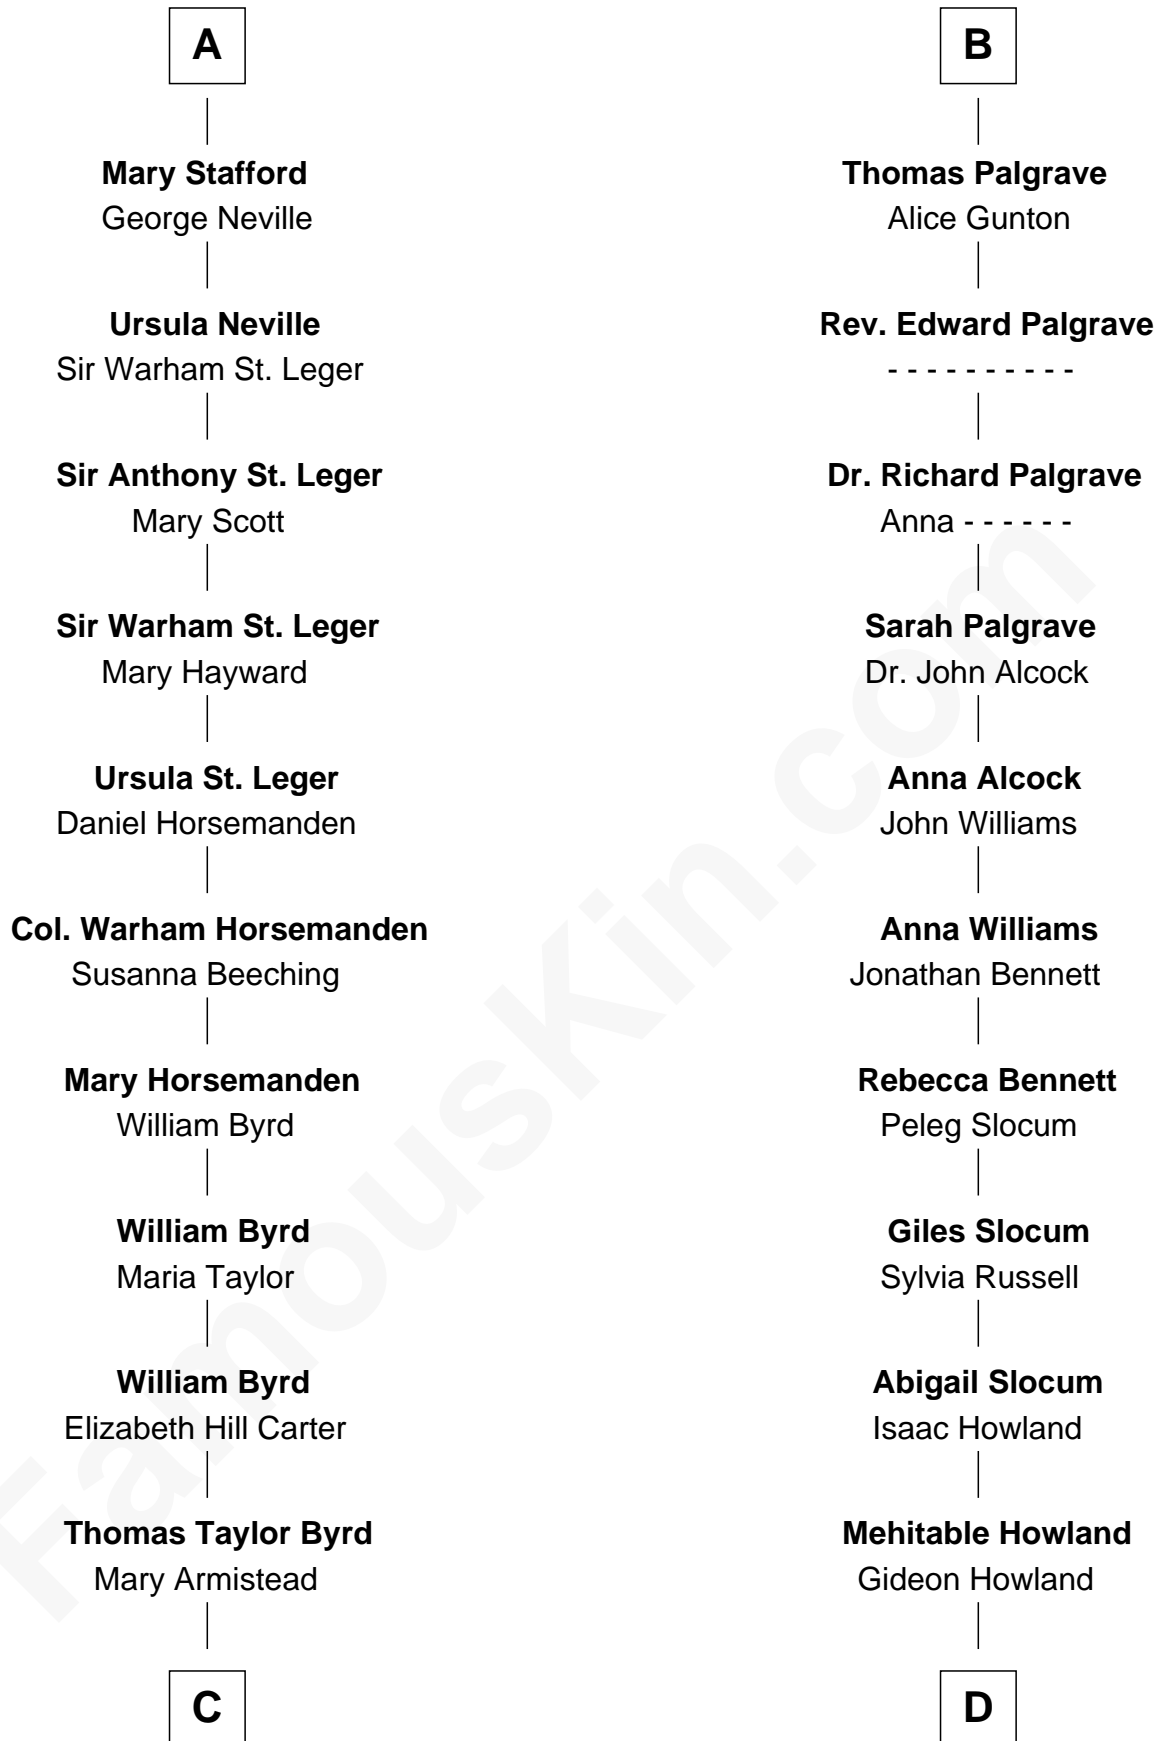 A
Mary Stafford
George Neville
Ursula Neville
Sir Warham St. Leger
Sir Anthony St. Leger
Mary Scott
Sir Warham St. Leger
Mary Hayward
Ursula St. Leger
Daniel Horsemanden
Col. Warham Horsemanden
Susanna Beeching
Mary Horsemanden
William Byrd
William Byrd
Maria Taylor
William Byrd
Elizabeth Hill Carter
Thomas Taylor Byrd
Mary Armistead
C
B
Thomas Palgrave
Alice Gunton
Rev. Edward Palgrave
- - - - - - - - - -
Dr. Richard Palgrave
Anna - - - - - -
Sarah Palgrave
Dr. John Alcock
Anna Alcock
John Williams
Anna Williams
Jonathan Bennett
Rebecca Bennett
Peleg Slocum
Giles Slocum
Sylvia Russell
Abigail Slocum
Isaac Howland
Mehitable Howland
Gideon Howland
D
FamousKin.com